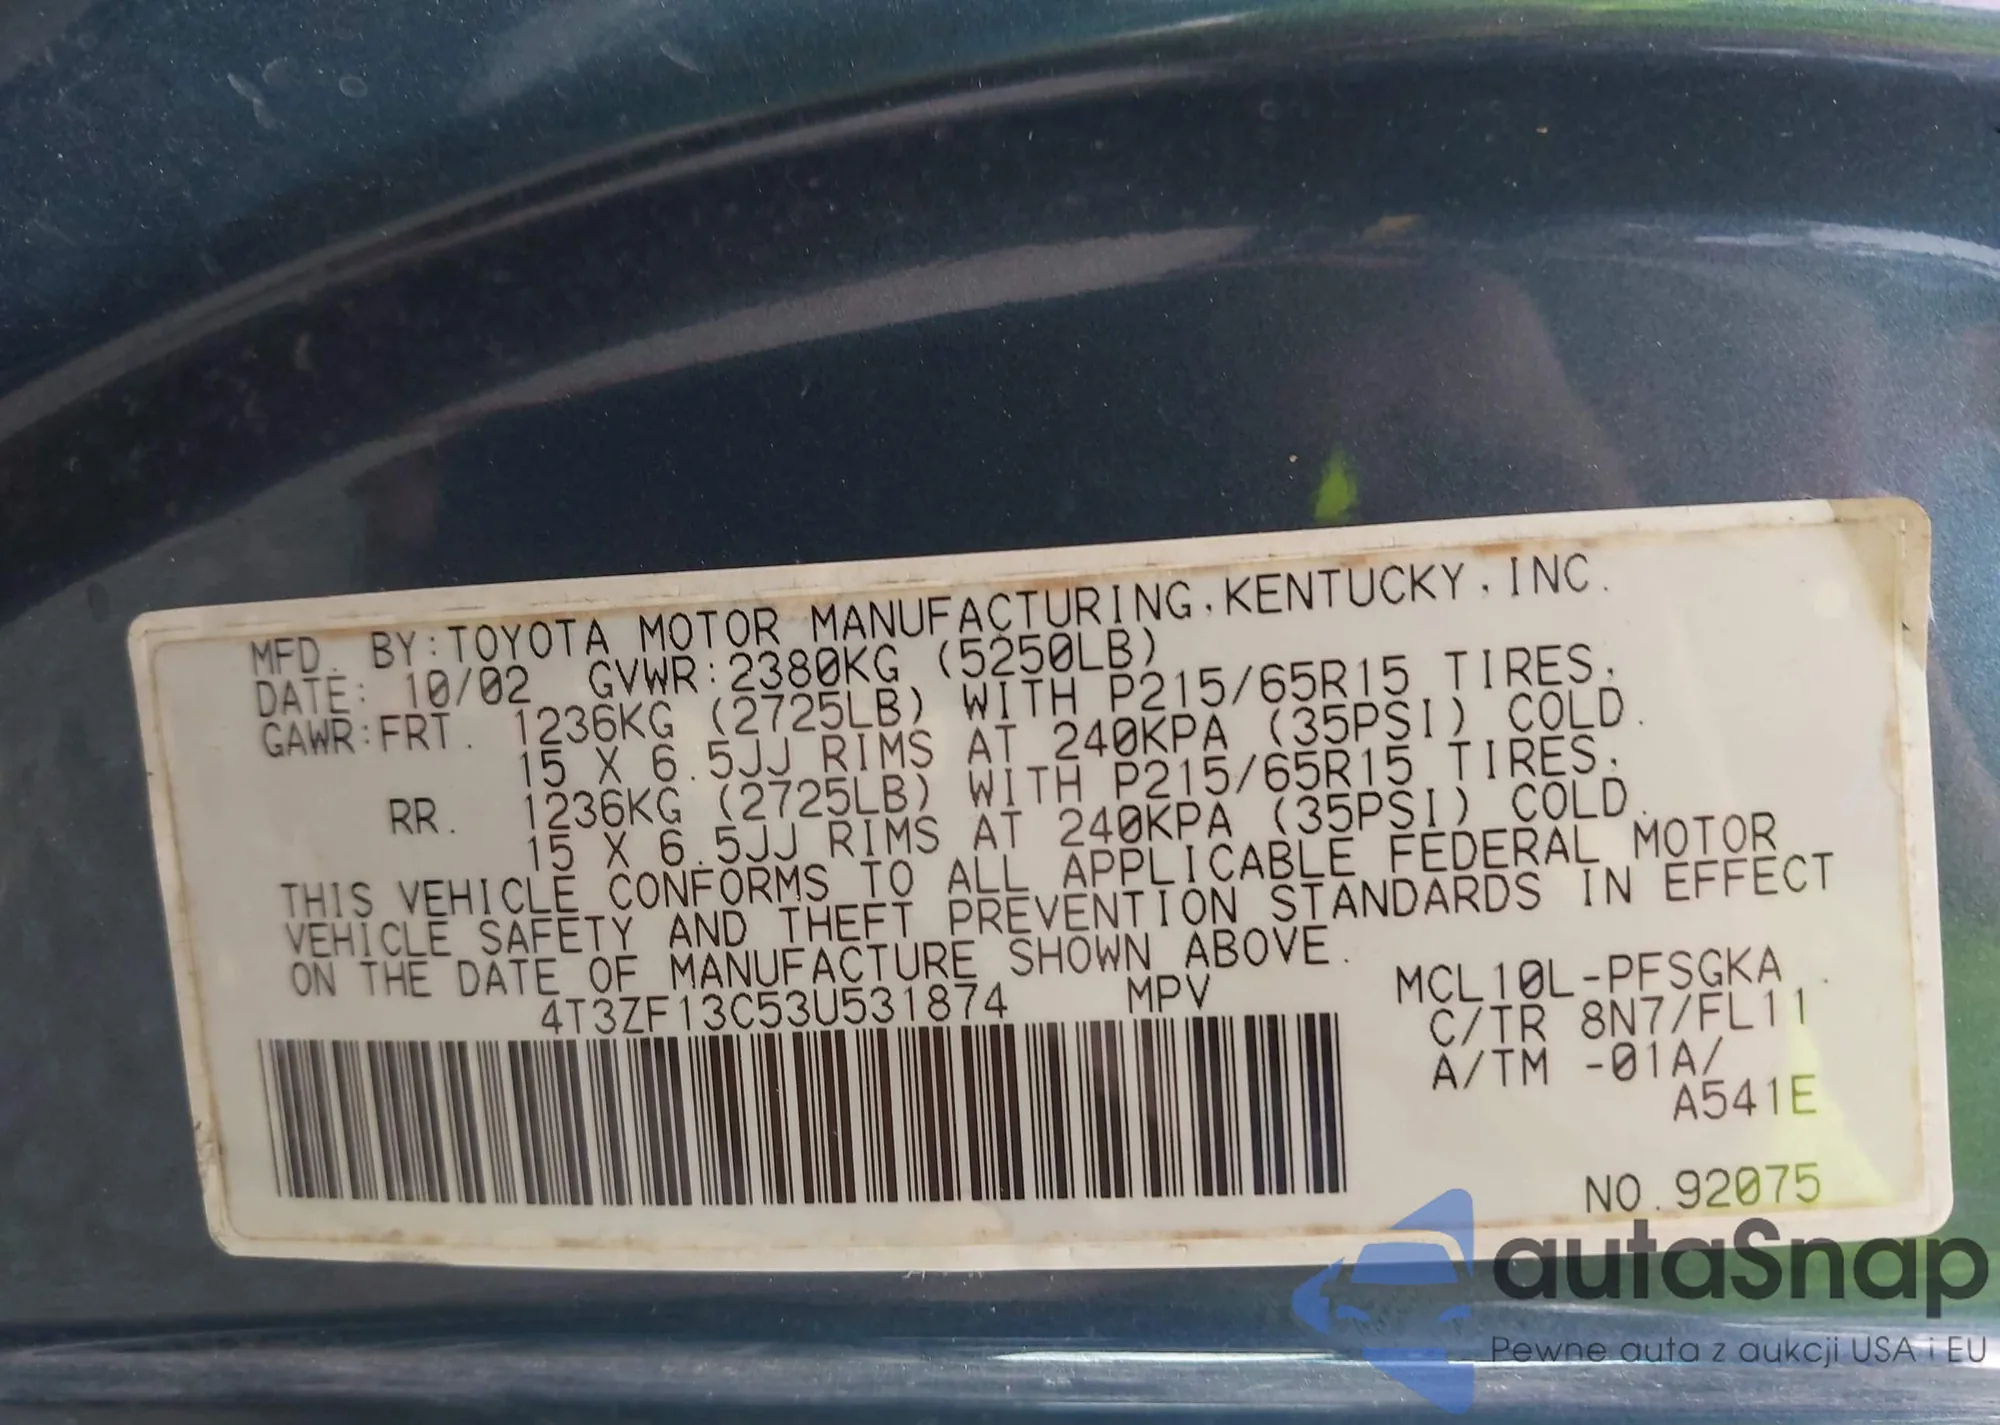 MFD. BY:TOYOTA MOTOR MANUFACTURING,KENTUCKY,INC.
DATE: 10/02 GVWR:2380KG (5250LB)
GAWR:FRT. 1236KG (2725LB) WITH P215/65R15 TIRES,
15 X 6.5JJ RIMS AT 240KPA (35PSI) COLD.
RR. 1236KG (2725LB) WITH P215/65R15 TIRES,
15 X 6.5JJ RIMS AT 240KPA (35PSI) COLD.
THIS VEHICLE CONFORMS TO ALL APPLICABLE FEDERAL MOTOR
VEHICLE SAFETY AND THEFT PREVENTION STANDARDS IN EFFECT
ON THE DATE OF MANUFACTURE SHOWN ABOVE.
4T3ZF13C53U531874 MPV
MCL10L-PFSGKA
C/TR 8N7/FL11
A/TM -01A/
A541E
NO.92075
autaSnap
Pewne auta z aukcji USA i EU